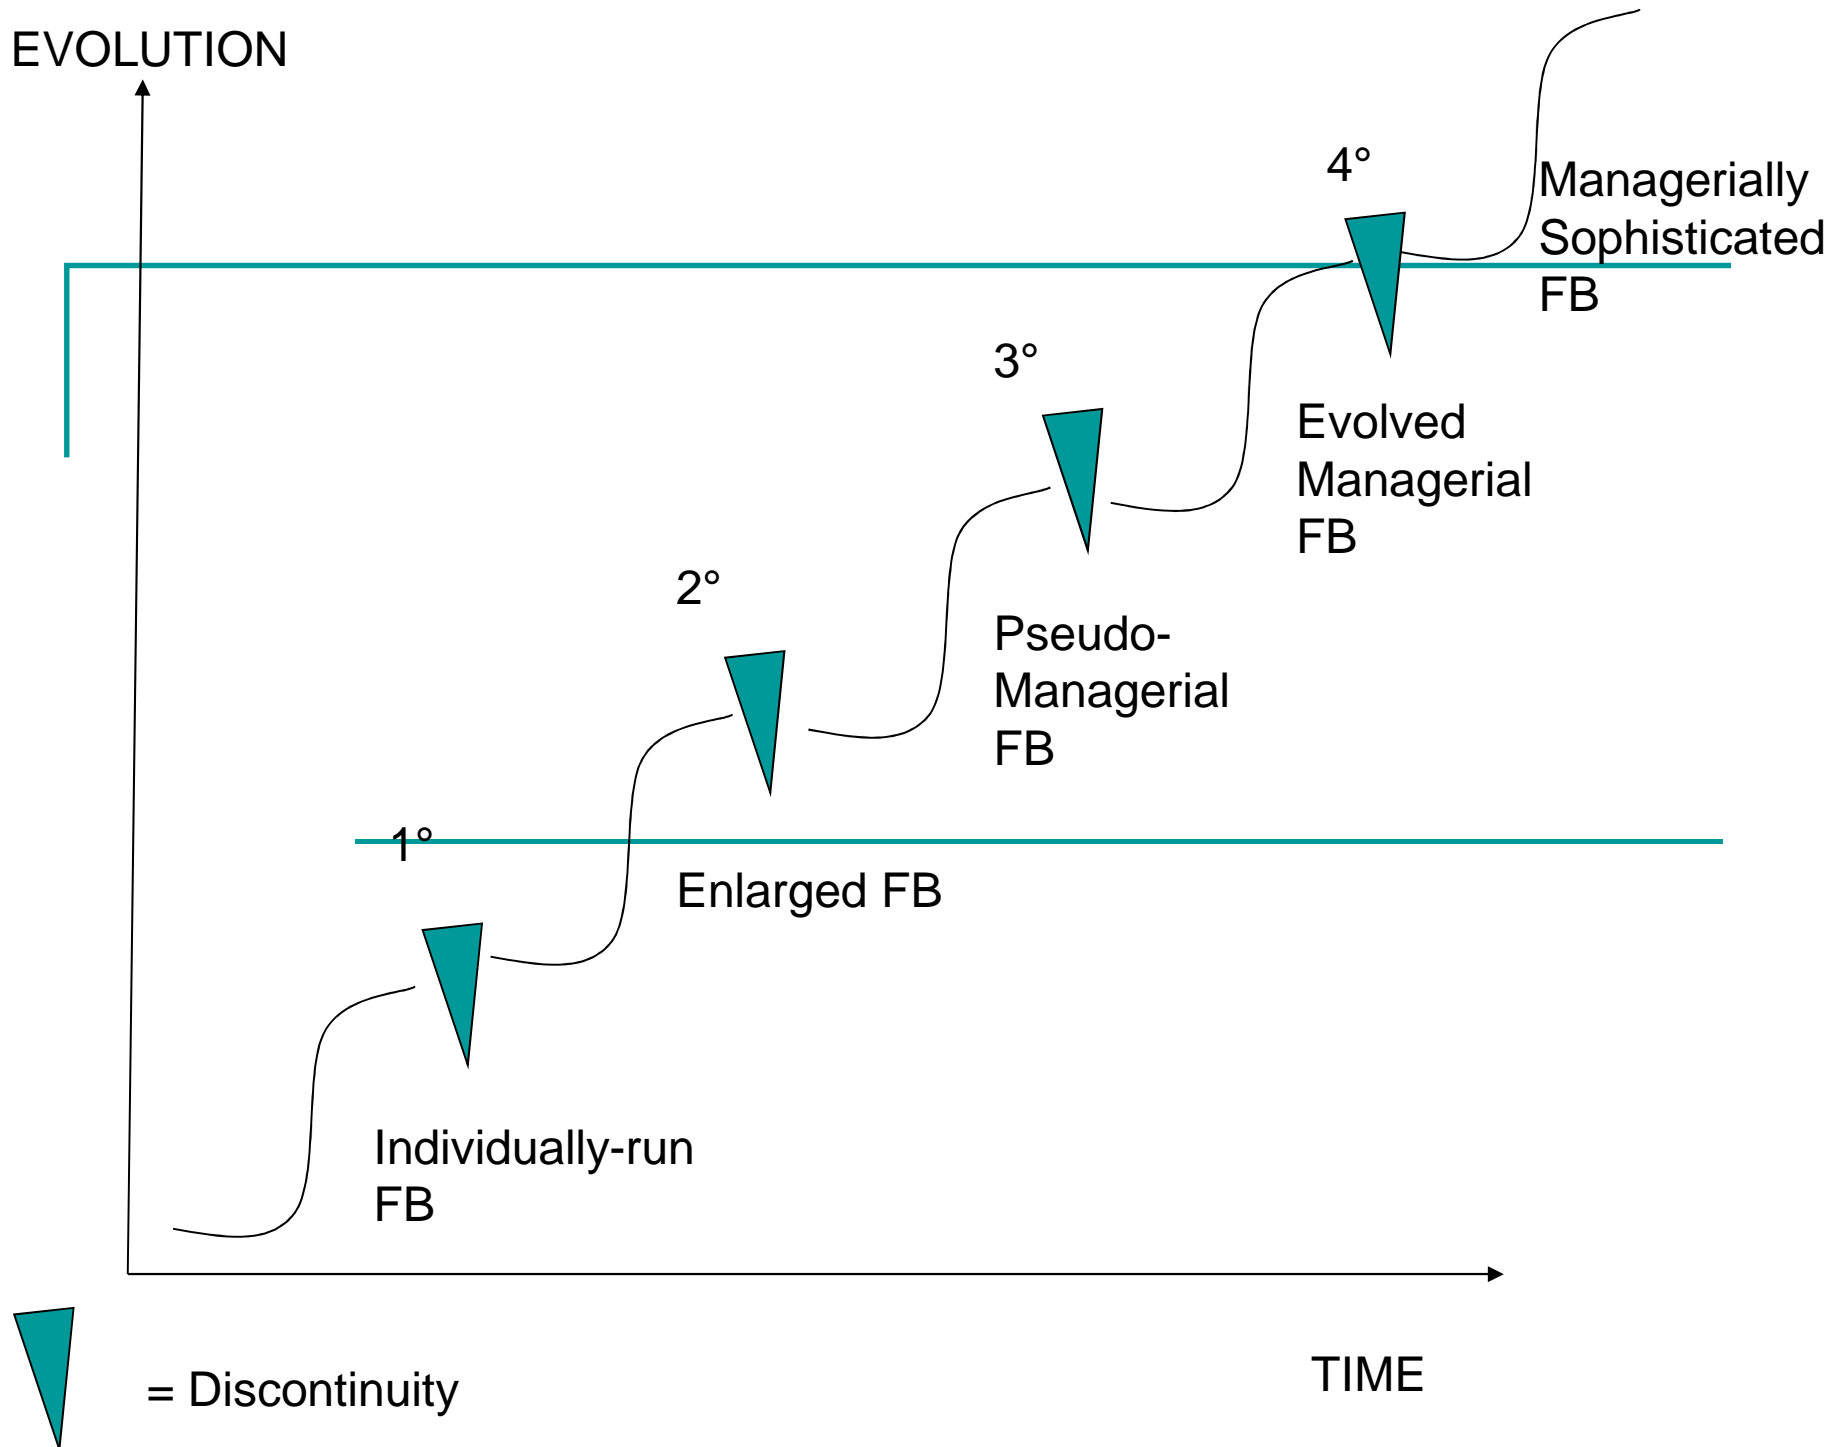 EVOLUTION
4°
Managerially
Sophisticated
FB
3°
Evolved
Managerial
FB
2°
Pseudo-
Managerial
FB
1°
Enlarged FB
Individually-run
FB
TIME
= Discontinuity